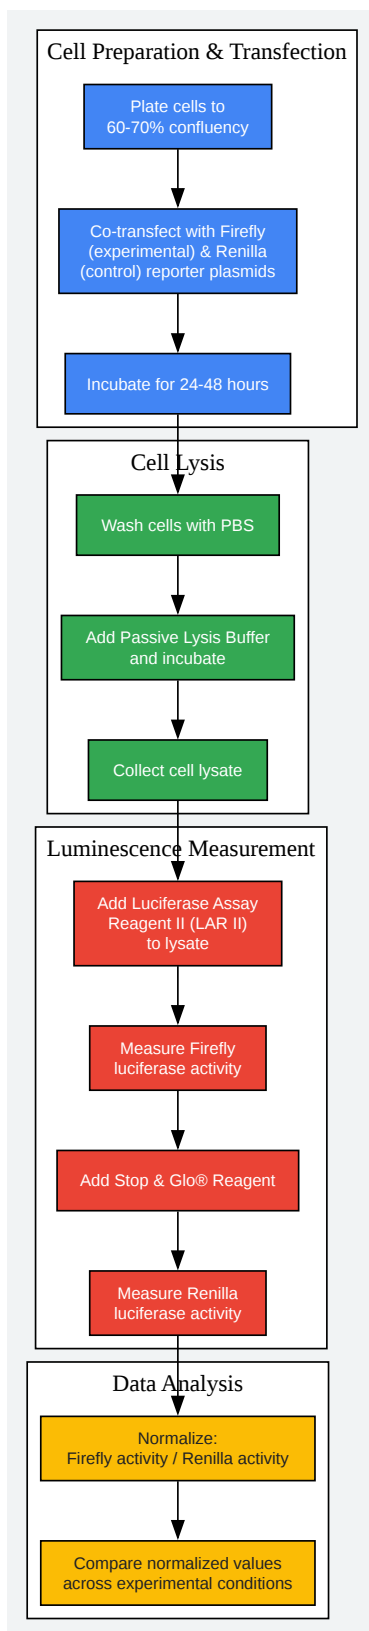 Cell Preparation & Transfection
Plate cells to
60-70% confluency
Co-transfect with Firefly
(experimental) & Renilla
(control) reporter plasmids
Incubate for 24-48 hours
Cell Lysis
Wash cells with PBS
Add Passive Lysis Buffer
and incubate
Collect cell lysate
Luminescence Measurement
Add Luciferase Assay
Reagent II (LAR II)
to lysate
Measure Firefly
luciferase activity
Add Stop & Glo® Reagent
Measure Renilla
luciferase activity
Data Analysis
Normalize:
Firefly activity / Renilla activity
Compare normalized values
across experimental conditions